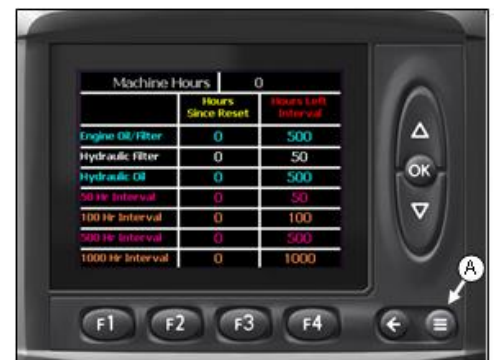 Machine Hours 0
Hours Since Reset Hours Left Interval
Engine Oil/Filter 0 500
Hydraulic Filter 0 50
Hydraulic Oil 0 500
50 Hr Interval 0 50
100 Hr Interval 0 100
500 Hr Interval 0 500
1000 Hr Interval 0 1000
OK
A
F1 F2 F3 F4